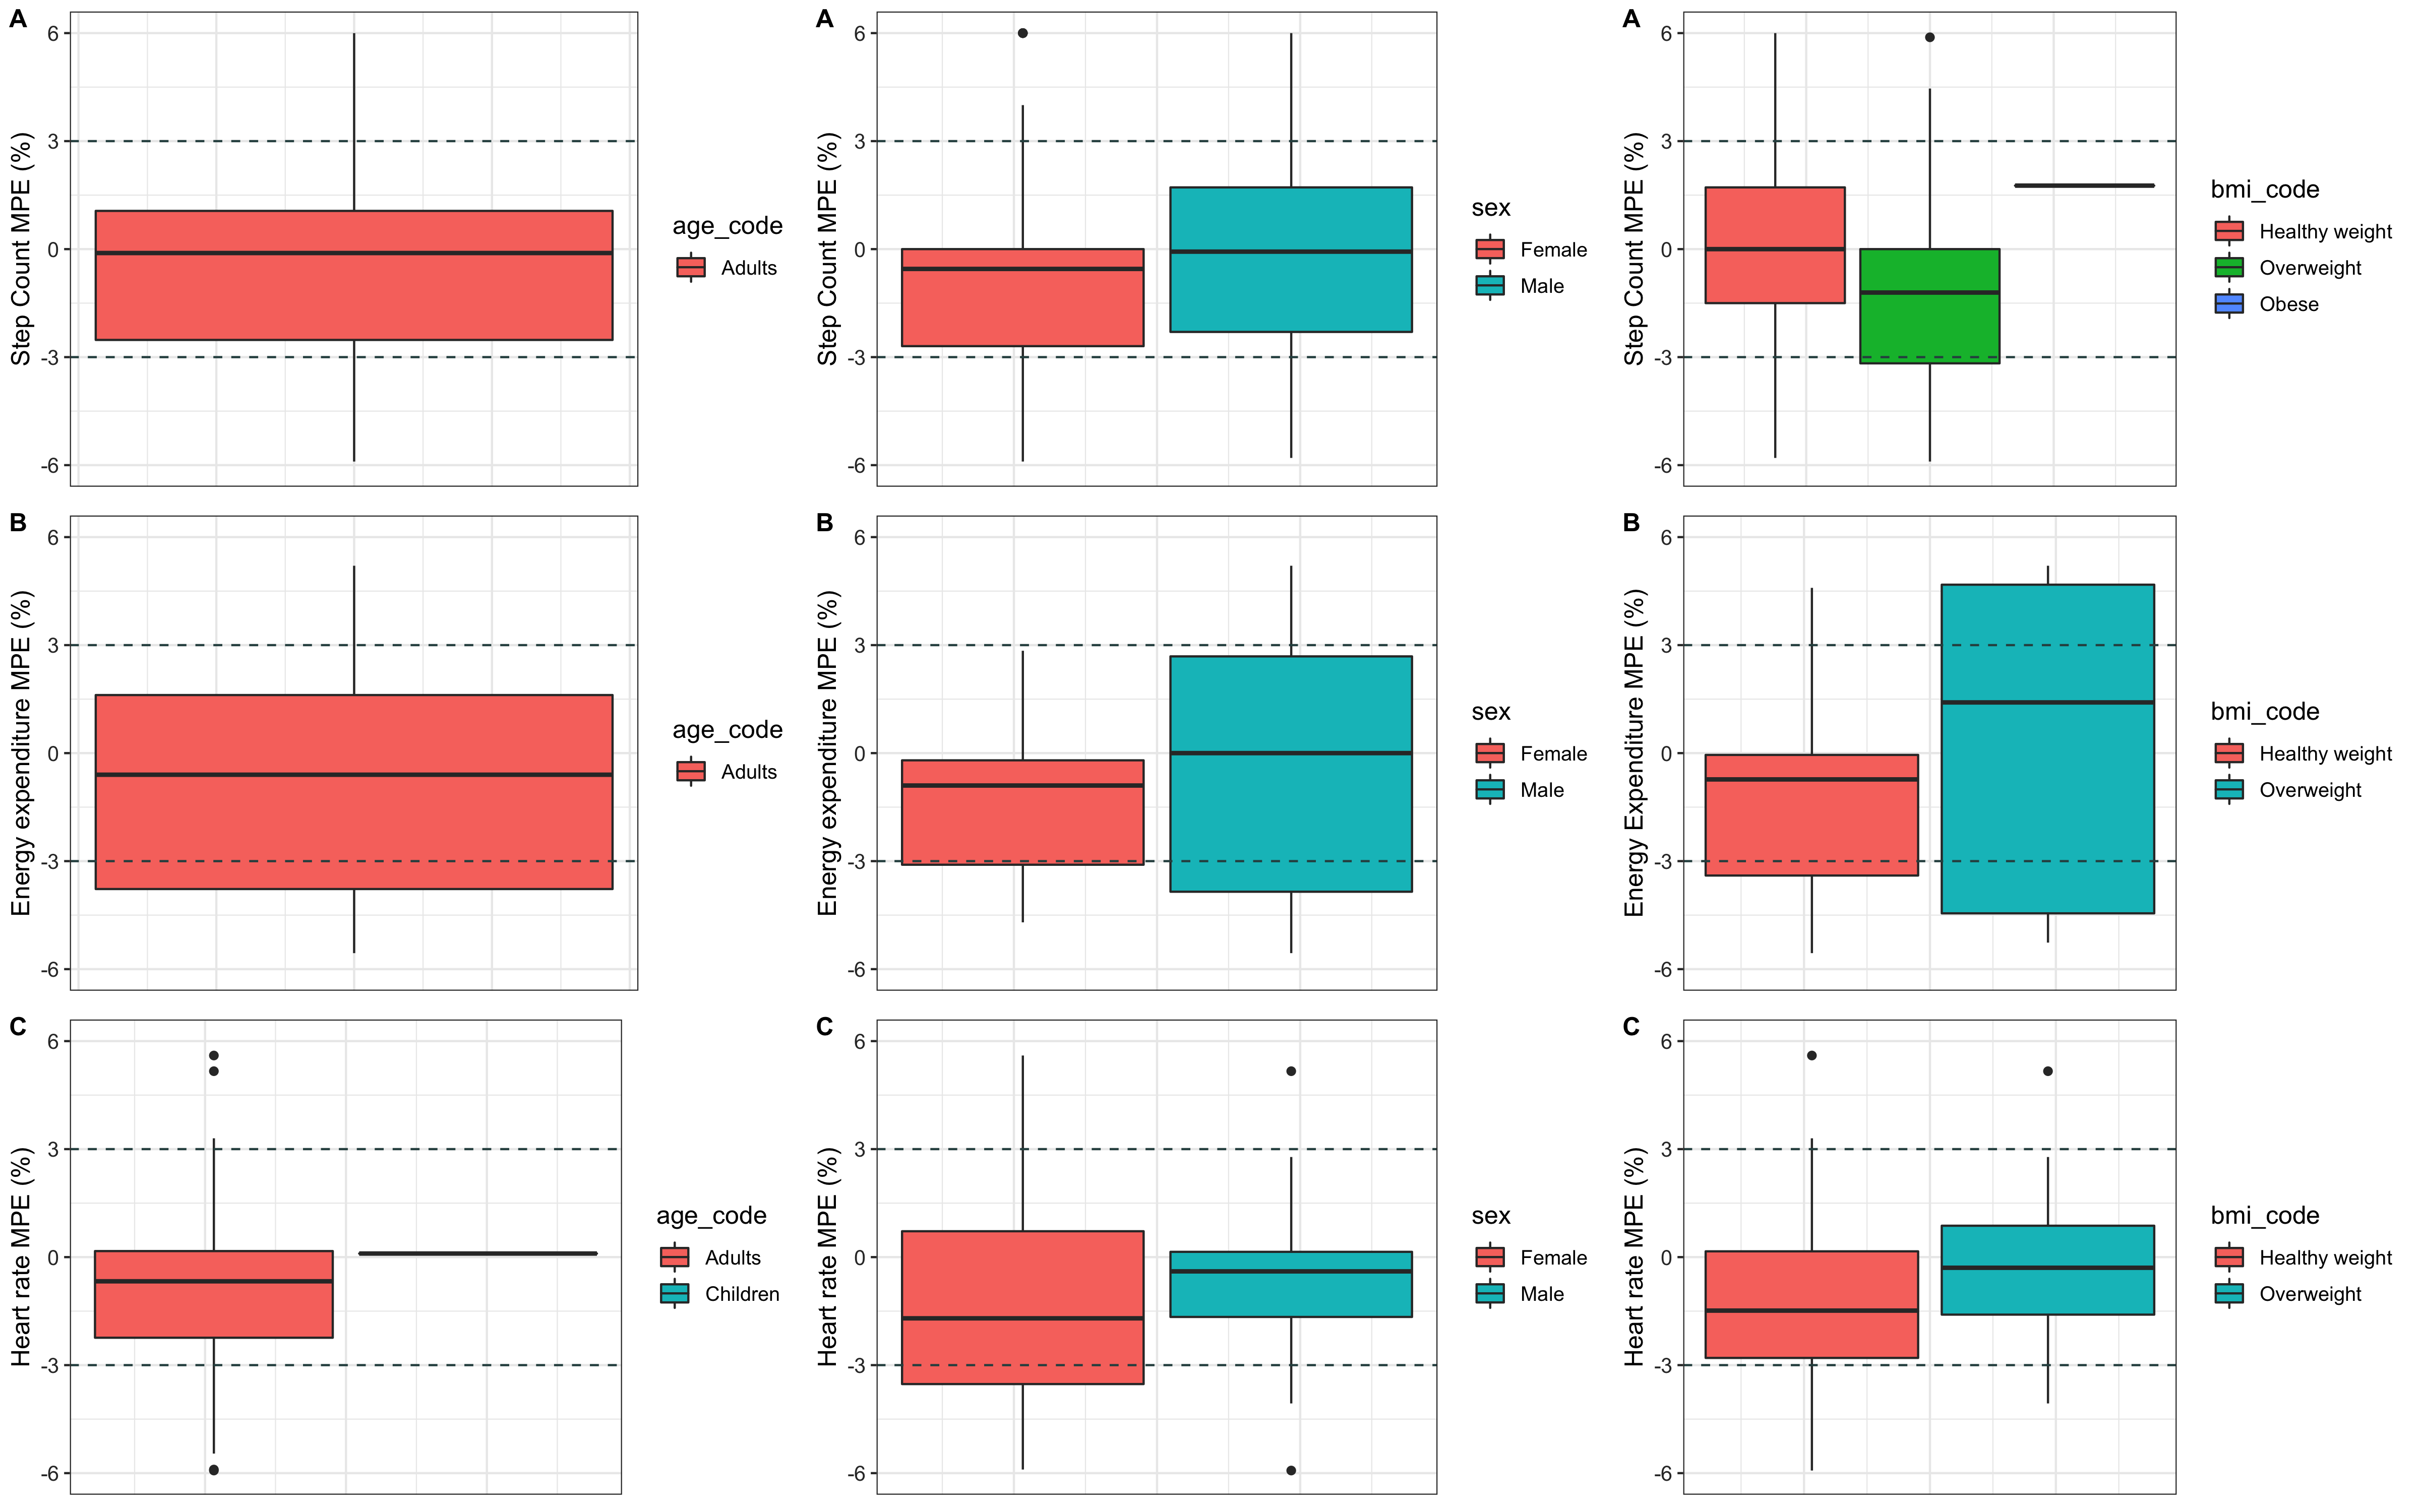 A
Step Count MPE (%)
6
3
0
-3
-6
age_code
Adults
A
Step Count MPE (%)
6
3
0
-3
-6
sex
Female
Male
A
Step Count MPE (%)
6
3
0
-3
-6
bmi_code
Healthy weight
Overweight
Obese
B
Energy expenditure MPE (%)
6
3
0
-3
-6
age_code
Adults
B
Energy expenditure MPE (%)
6
3
0
-3
-6
sex
Female
Male
B
Energy Expenditure MPE (%)
6
3
0
-3
-6
bmi_code
Healthy weight
Overweight
C
Heart rate MPE (%)
6
3
0
-3
-6
age_code
Adults
Children
C
Heart rate MPE (%)
6
3
0
-3
-6
sex
Female
Male
C
Heart rate MPE (%)
6
3
0
-3
-6
bmi_code
Healthy weight
Overweight